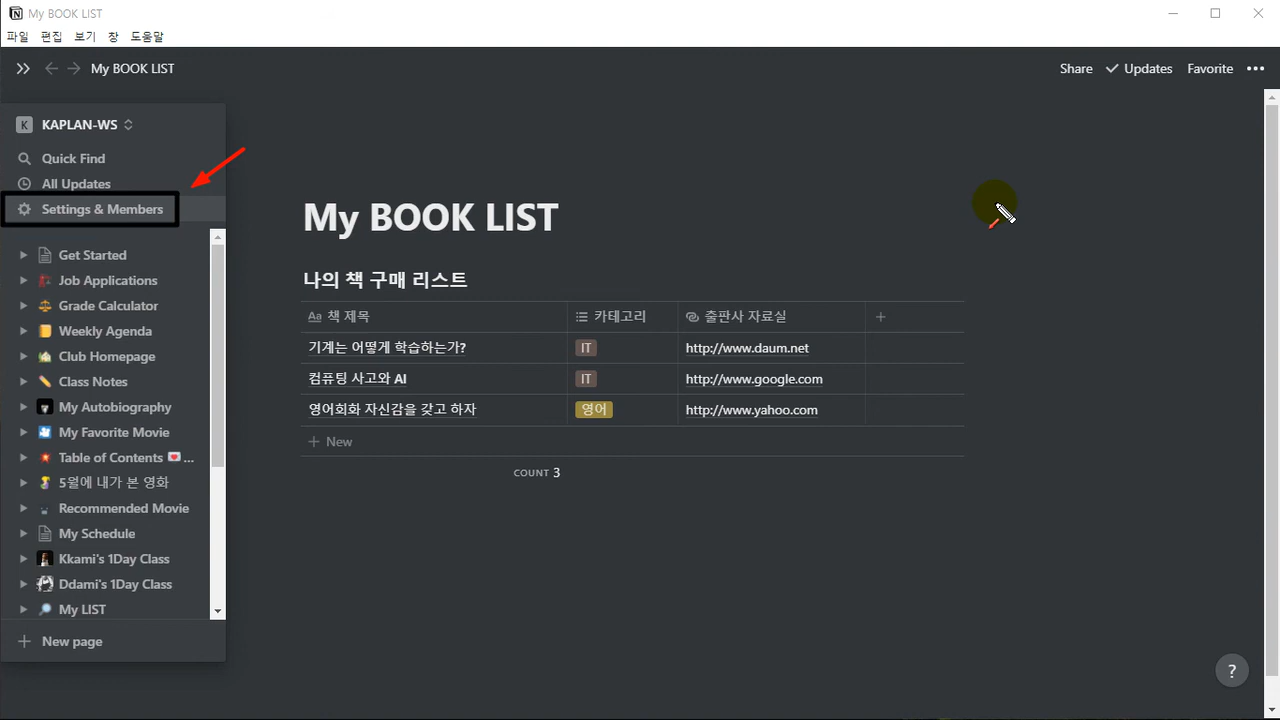 My BOOK LIST
파일 편집 보기 창 도움말
My BOOK LIST
Share Updates Favorite
K KAPLAN-WS
Quick Find
All Updates
Settings & Members
Get Started
Job Applications
Grade Calculator
Weekly Agenda
Club Homepage
Class Notes
My Autobiography
My Favorite Movie
Table of Contents 💌 ...
5월에 내가 본 영화
Recommended Movie
My Schedule
Kkami's 1Day Class
Ddami's 1Day Class
My LIST
+ New page
My BOOK LIST
나의 책 구매 리스트
Aa 책 제목 카테고리 출판사 자료실 +
기계는 어떻게 학습하는가? IT http://www.daum.net
컴퓨팅 사고와 AI IT http://www.google.com
영어회화 자신감을 갖고 하자 영어 http://www.yahoo.com
+ New
COUNT 3
?